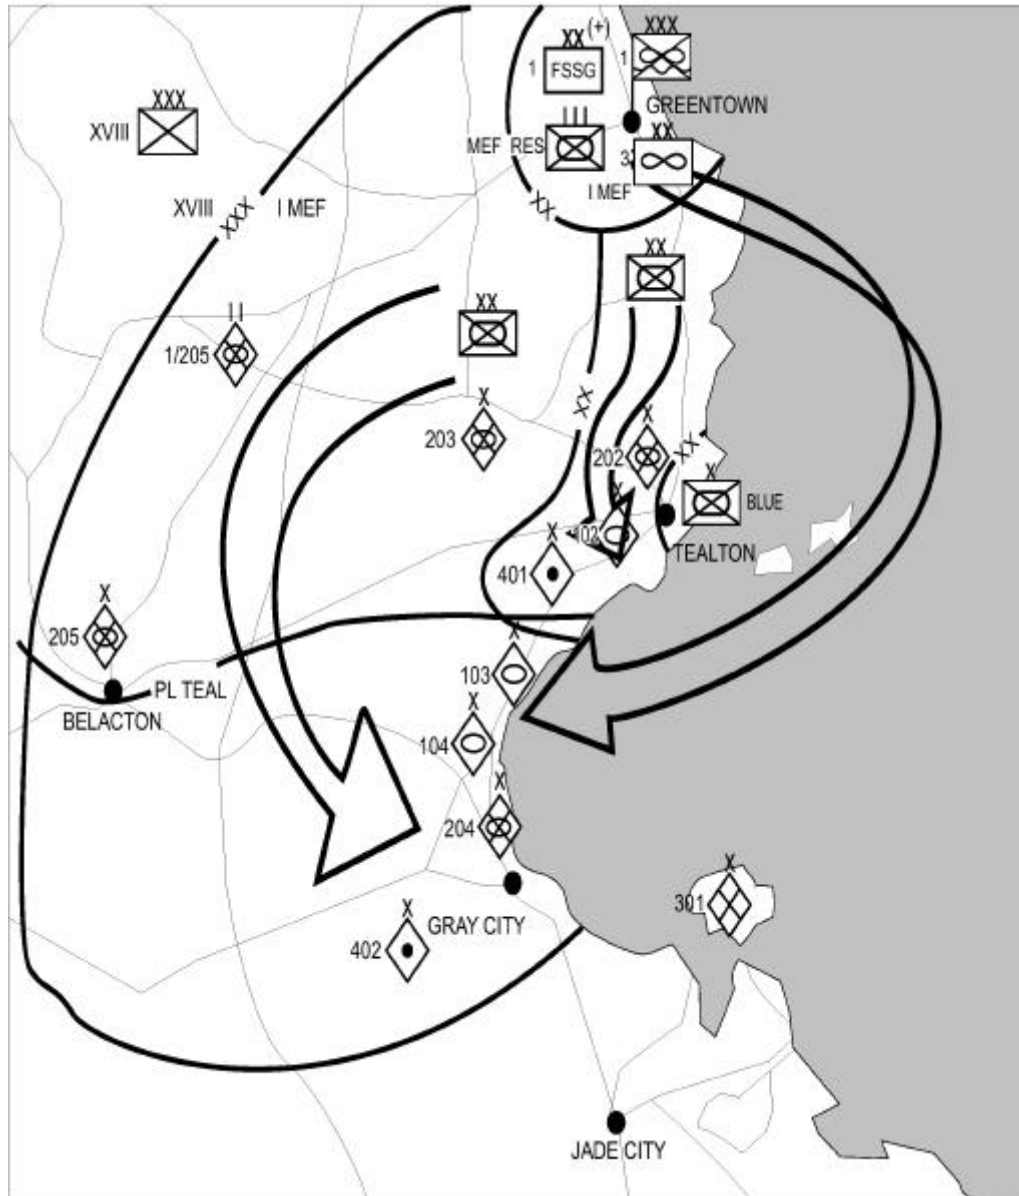 XX (+)
XXX
1 FSSG
1
GREENTOWN
XXX
XVIII
III
MEF RES
XX
3
I MEF
XVIII XXX I MEF
XX
XX
XX
II
1/205
XX
X
203
X
202
XX
X
BLUE
X
102
TEALTON
X
401
X
205
X
103
PL TEAL
BELACTON
X
104
X
204
X
301
GRAY CITY
X
402
JADE CITY